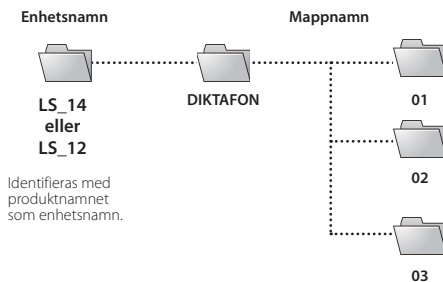 Enhetsnamn
Mappnamn
LS_14
eller
LS_12
DIKTAFON
01
02
03
Identifieras med
produktnamnet
som enhetsnamn.